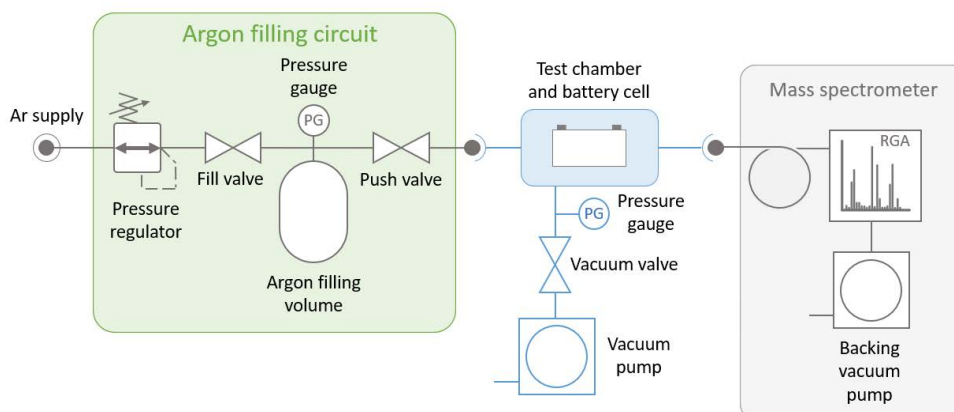 Argon filling circuit
Ar supply
Pressure
gauge
PG
Fill valve
Push valve
Pressure
regulator
Argon filling
volume
Test chamber
and battery cell
PG
Pressure
gauge
Vacuum valve
Vacuum
pump
Mass spectrometer
RGA
Backing
vacuum
pump